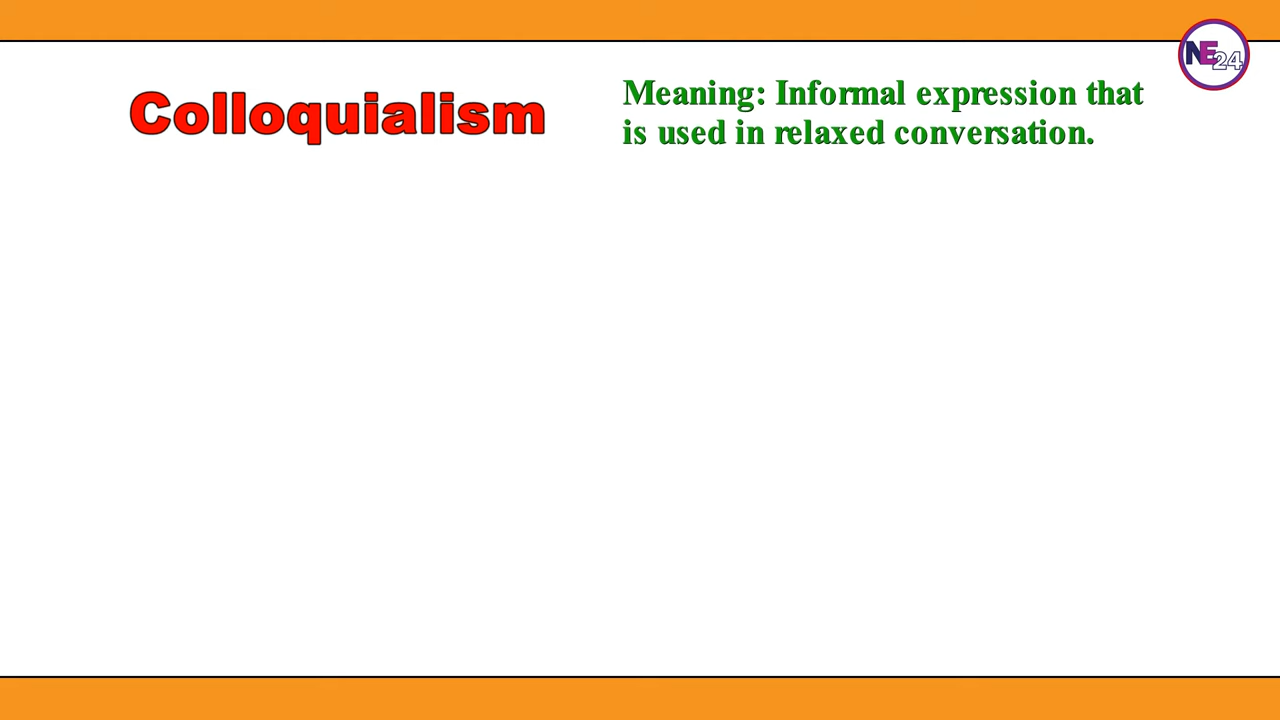 NE24
Colloquialism
Meaning: Informal expression that
is used in relaxed conversation.